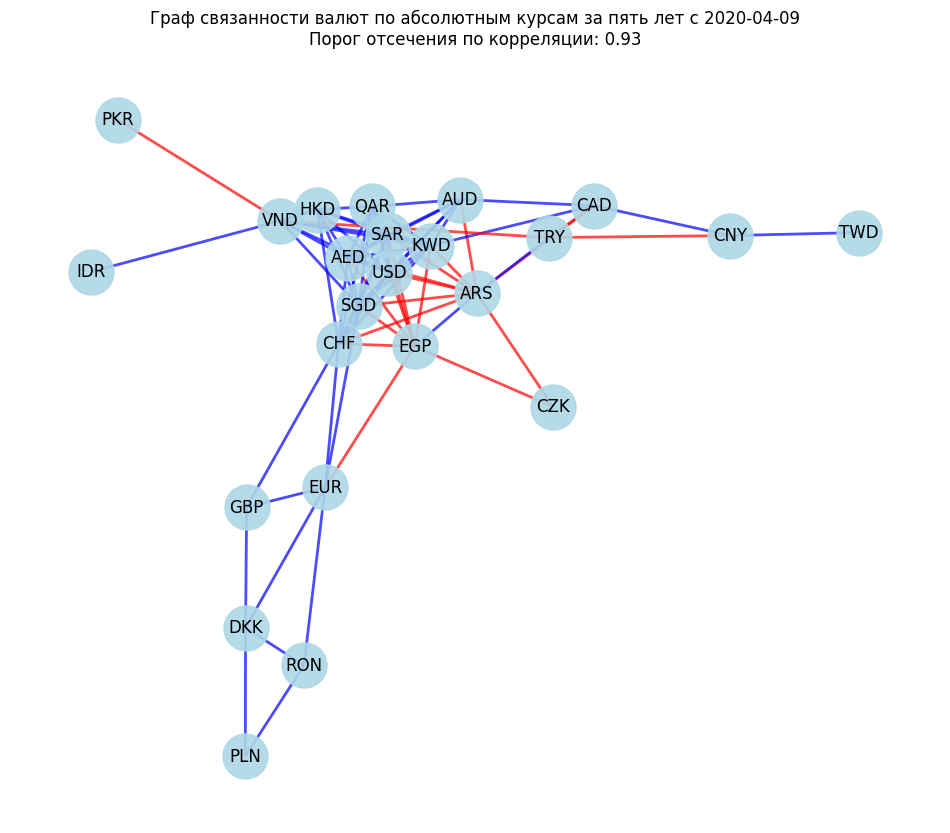 Граф связанности валют по абсолютным курсам за пять лет с 2020-04-09
Порог отсечения по корреляции: 0.93
PKR
HKD
QAR
AUD
CAD
VND
SAR
KWD
TRY
CNY
TWD
AED
USD
IDR
SGD
ARS
CHF
EGP
CZK
EUR
GBP
DKK
RON
PLN